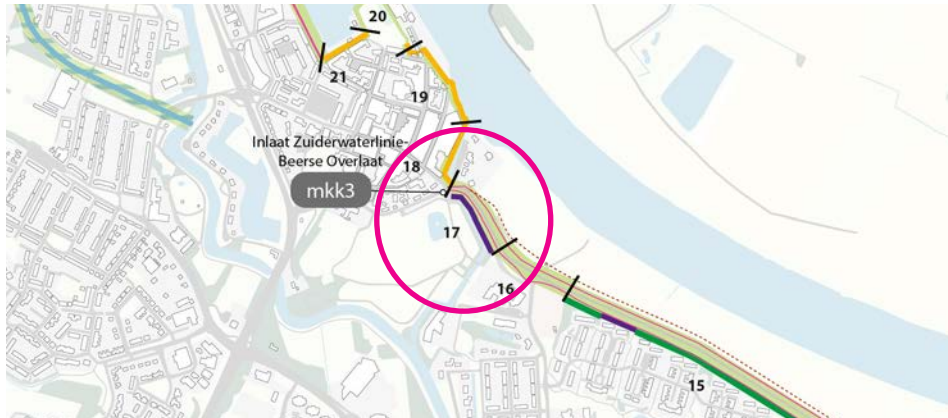 20
21
19
Inlaat Zuiderwaterlinie-
Beerse Overlaat
18
mkk3
17
16
15